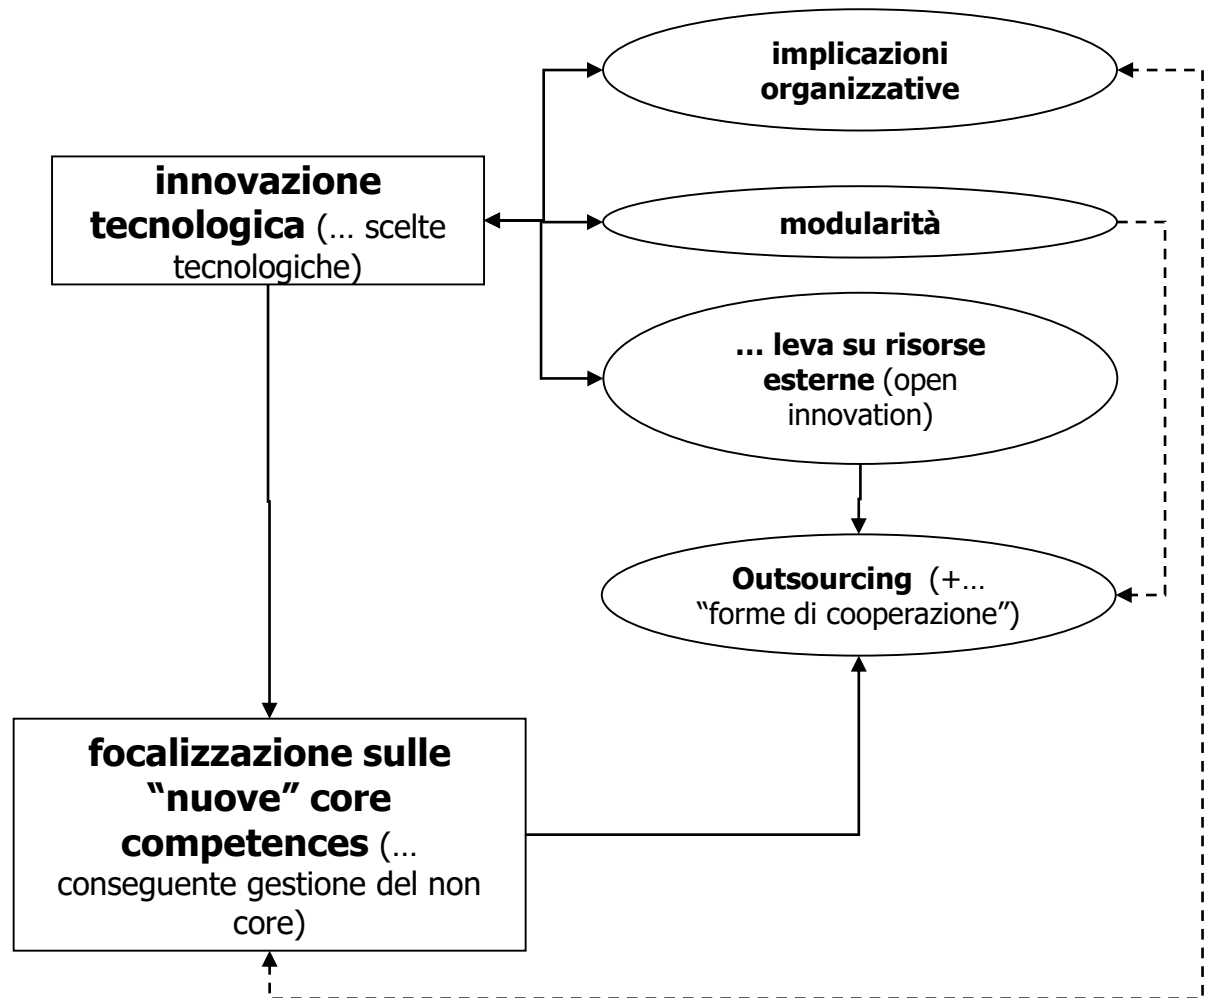 implicazioni
organizzative
innovazione
tecnologica (... scelte
tecnologiche)
modularità
... leva su risorse
esterne (open
innovation)
Outsourcing (+...
“forme di cooperazione”)
focalizzazione sulle
“nuove” core
competences (...
conseguente gestione del non
core)